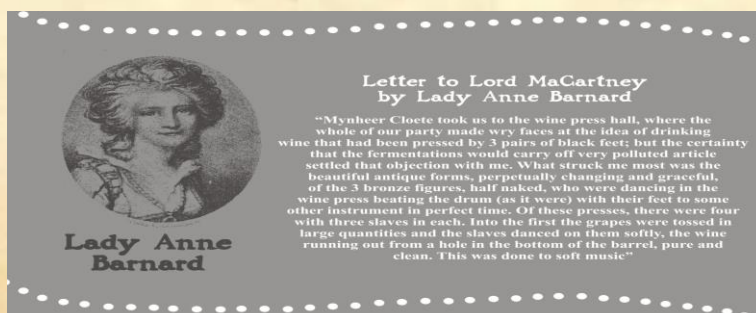 Letter to Lord MaCartney
by Lady Anne Barnard
“Mynheer Cloete took us to the wine press hall, where the
whole of our party made wry faces at the idea of drinking
wine that had been pressed by 3 pairs of black feet; but the certainty
that the fermentations would carry off very polluted article
settled that objection with me. What struck me most was the
beautiful antique forms, perpetually changing and graceful,
of the 3 bronze figures, half naked, who were dancing in the
wine press beating the drum (as it were) with their feet to some
other instrument in perfect time. Of these presses, there were four
with three slaves in each. Into the first the grapes were tossed in
large quantities and the slaves danced on them softly, the wine
running out from a hole in the bottom of the barrel, pure and
clean. This was done to soft music”
Lady Anne
Barnard